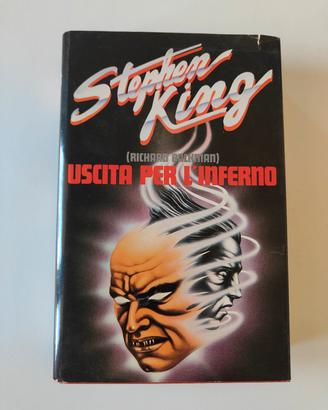 Stephen
King
(RICHARD BACHMAN)
USCITA PER L'INFERNO